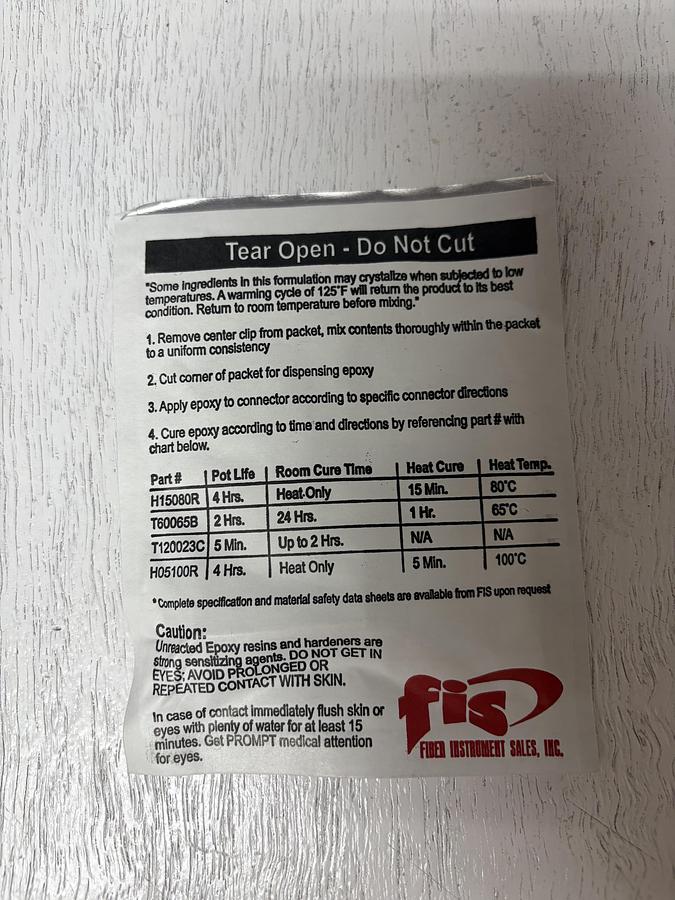 Tear Open - Do Not Cut
"Some ingredients in this formulation may crystalize when subjected to low
temperatures. A warming cycle of 125°F will return the product to its best
condition. Return to room temperature before mixing."
1. Remove center clip from packet, mix contents thoroughly within the packet
to a uniform consistency
2. Cut corner of packet for dispensing epoxy
3. Apply epoxy to connector according to specific connector directions
4. Cure epoxy according to time and directions by referencing part # with
chart below.
Part # | Pot Life | Room Cure Time | Heat Cure | Heat Temp.
H15080R | 4 Hrs. | Heat Only | 15 Min. | 80°C
T60065B | 2 Hrs. | 24 Hrs. | 1 Hr. | 65°C
T120023C | 5 Min. | Up to 2 Hrs. | N/A | N/A
H05100R | 4 Hrs. | Heat Only | 5 Min. | 100°C
*Complete specification and material safety data sheets are available from FIS upon request
Caution:
Unreacted Epoxy resins and hardeners are
strong sensitizing agents. DO NOT GET IN
EYES; AVOID PROLONGED OR
REPEATED CONTACT WITH SKIN.
In case of contact immediately flush skin or
eyes with plenty of water for at least 15
minutes. Get PROMPT medical attention
for eyes.
fis
FIBER INSTRUMENT SALES, INC.